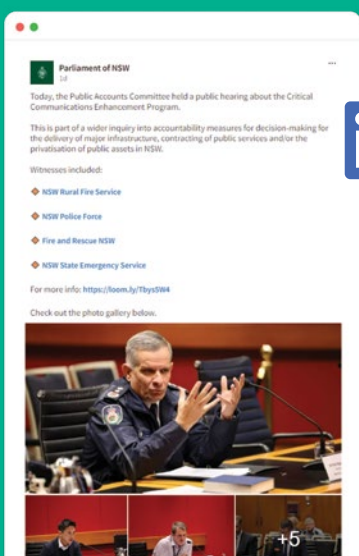 Parliament of NSW
1d
Today, the Public Accounts Committee held a public hearing about the Critical
Communications Enhancement Program.
This is part of a wider inquiry into accountability measures for decision-making for
the delivery of major infrastructure, contracting of public services and/or the
privatisation of public assets in NSW.
Witnesses included:
NSW Rural Fire Service
NSW Police Force
Fire and Rescue NSW
NSW State Emergency Service
For more info: https://loom.ly/TbysSW4
Check out the photo gallery below.
+5